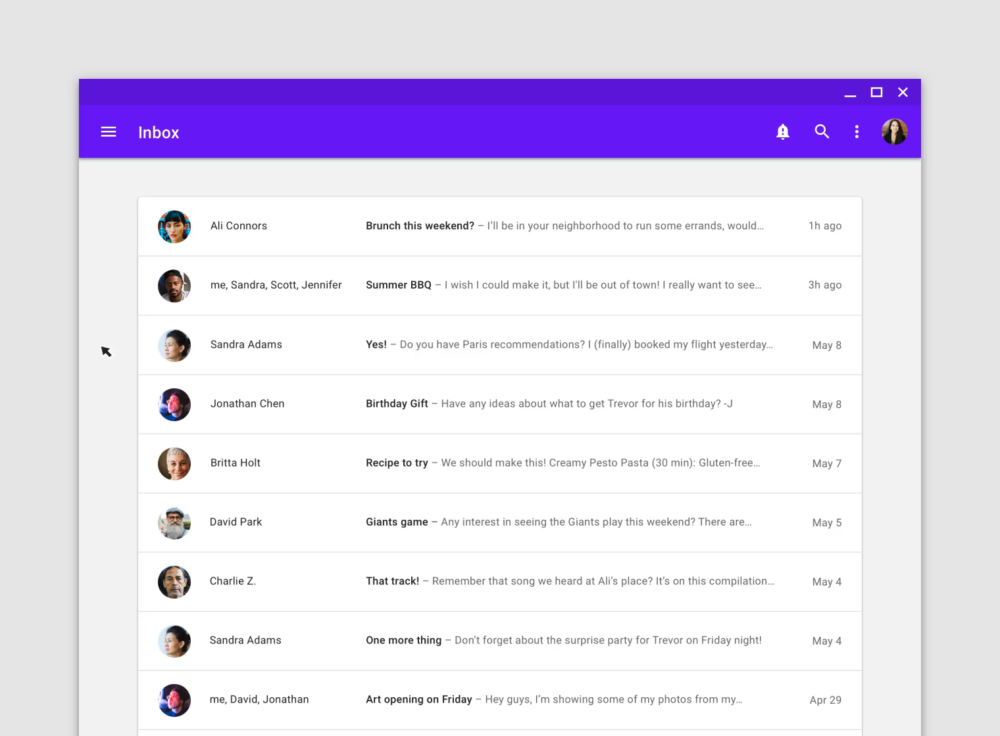 Inbox
Ali Connors Brunch this weekend? – I’ll be in your neighborhood to run some errands, would… 1h ago
me, Sandra, Scott, Jennifer Summer BBQ – I wish I could make it, but I'll be out of town! I really want to see… 3h ago
Sandra Adams Yes! – Do you have Paris recommendations? I (finally) booked my flight yesterday… May 8
Jonathan Chen Birthday Gift – Have any ideas about what to get Trevor for his birthday? -J May 8
Britta Holt Recipe to try – We should make this! Creamy Pesto Pasta (30 min): Gluten-free… May 7
David Park Giants game – Any interest in seeing the Giants play this weekend? There are… May 5
Charlie Z. That track! – Remember that song we heard at Ali’s place? It’s on this compilation… May 4
Sandra Adams One more thing – Don’t forget about the surprise party for Trevor on Friday night! May 4
me, David, Jonathan Art opening on Friday – Hey guys, I’m showing some of my photos from my… Apr 29